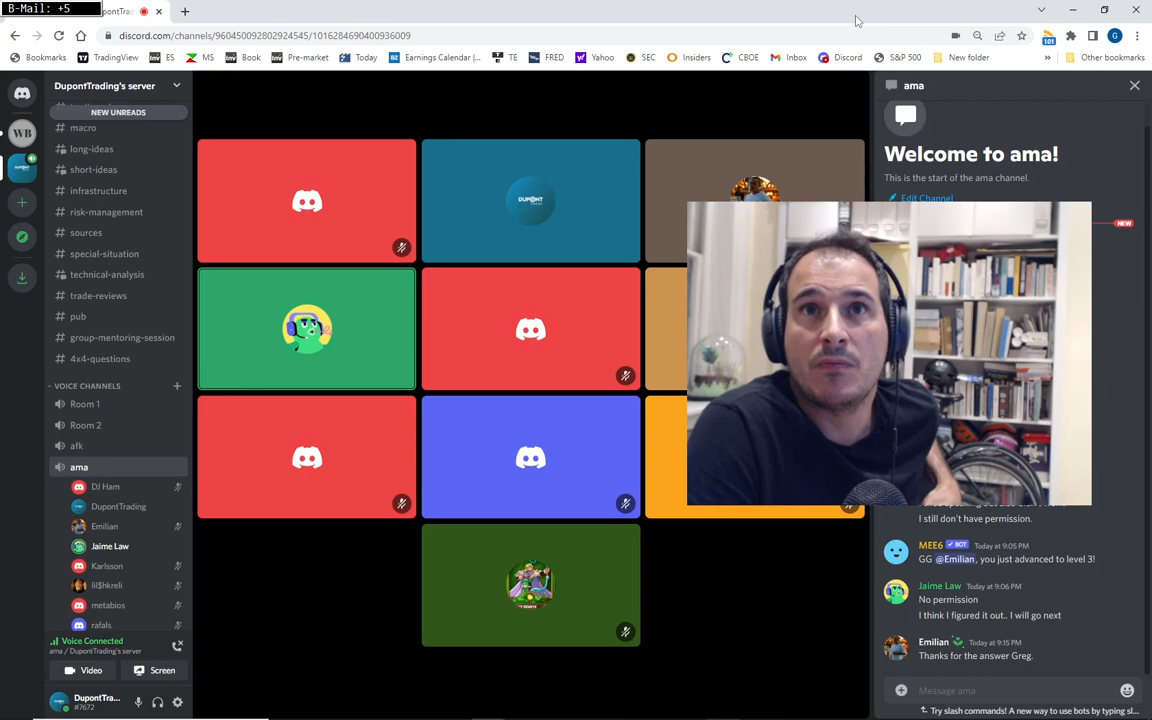 B-Mail: +5
DupontTrading's
discord.com/channels/960450092802924545/1016284690400936009
G
Bookmarks
TradingView
ES
MS
Book
Pre-market
Today
Earnings Calendar |...
TE
FRED
Yahoo
SEC
Insiders
CBOE
Inbox
Discord
S&P 500
New folder
»
Other bookmarks
101
WB
DupontTrading's server
NEW UNREADS
# macro
long-ideas
short-ideas
# infrastructure
# risk-management
# sources
# special-situation
technical-analysis
# trade-reviews
# pub
# group-mentoring-session
# 4x4-questions
VOICE CHANNELS
Room 1
Room 2
afk
ama
DJ Ham
DupontTrading
Emilian
Jaime Law
Karlsson
lil$hkreli
metabios
rafals
Voice Connected
ama / DupontTrading's server
Video
Screen
DupontTra...
#7672
DUPONT
ama
Welcome to ama!
This is the start of the ama channel.
Edit Channel
NEW
I still don't have permission.
MEE6 BOT Today at 9:05 PM
GG @Emilian, you just advanced to level 3!
Jaime Law Today at 9:06 PM
No permission
I think I figured it out.. I will go next
Emilian Today at 9:15 PM
Thanks for the answer Greg.
Message ama
Try slash commands! A new way to use bots by typing sl...